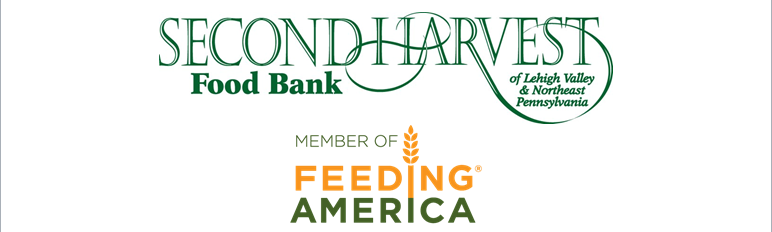 SECOND HARVEST
Food Bank
of Lehigh Valley
& Northeast
Pennsylvania
MEMBER OF
FEEDING®
AMERICA